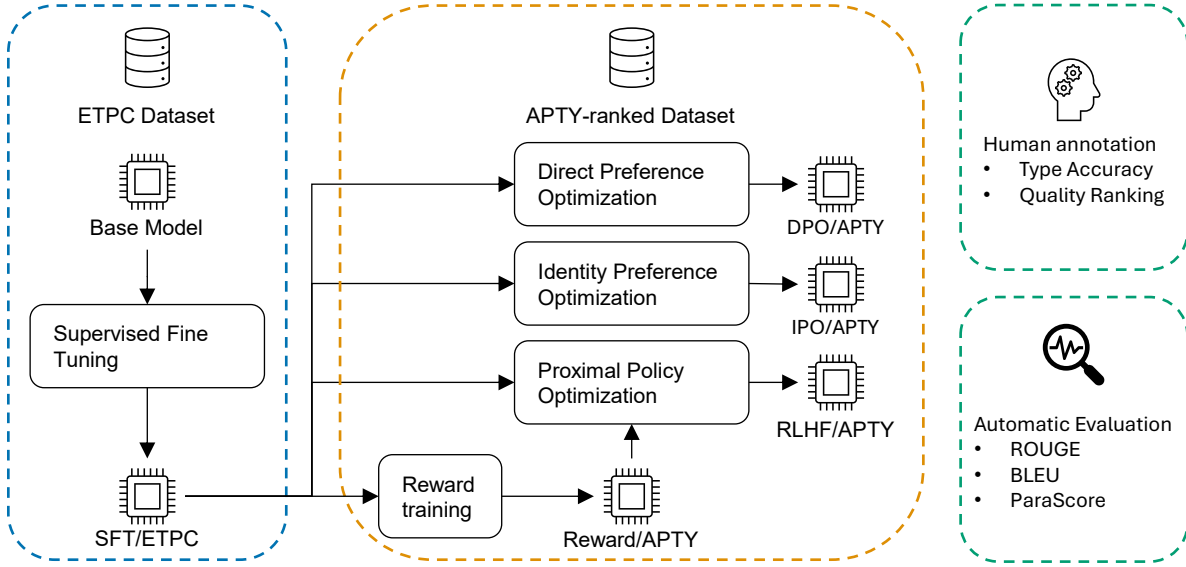 ETPC Dataset
Base Model
Supervised Fine
Tuning
SFT/ETPC
APTY-ranked Dataset
Direct Preference
Optimization
DPO/APTY
Identity Preference
Optimization
IPO/APTY
Proximal Policy
Optimization
RLHF/APTY
Reward
training
Reward/APTY
Human annotation
• Type Accuracy
• Quality Ranking
Automatic Evaluation
• ROUGE
• BLEU
• ParaScore